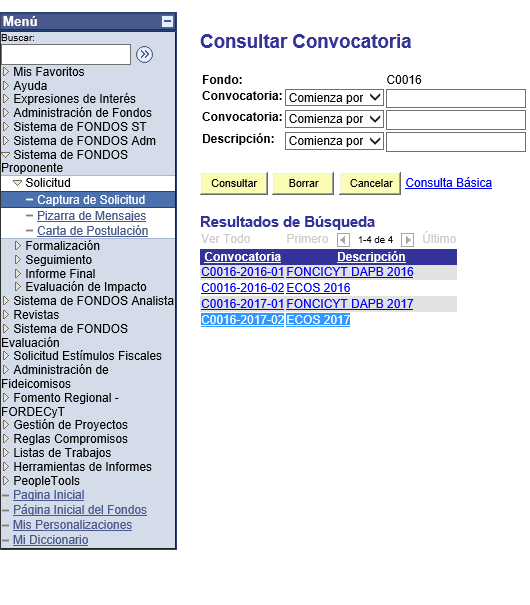 Menú
Buscar:
Mis Favoritos
Ayuda
Expresiones de Interés
Administración de Fondos
Sistema de FONDOS ST
Sistema de FONDOS Adm
Sistema de FONDOS
Proponente
Solicitud
Captura de Solicitud
Pizarra de Mensajes
Carta de Postulación
Formalización
Seguimiento
Informe Final
Evaluación de Impacto
Sistema de FONDOS Analista
Revistas
Sistema de FONDOS
Evaluación
Solicitud Estímulos Fiscales
Administración de
Fideicomisos
Fomento Regional -
FORDECyT
Gestión de Proyectos
Reglas Compromisos
Listas de Trabajos
Herramientas de Informes
PeopleTools
Pagina Inicial
Página Inicial del Fondos
Mis Personalizaciones
Mi Diccionario
Consultar Convocatoria
Fondo: C0016
Convocatoria: Comienza por
Convocatoria: Comienza por
Descripción: Comienza por
Consultar Borrar Cancelar Consulta Básica
Resultados de Búsqueda
Ver Todo Primero 1-4 de 4 Último
Convocatoria Descripción
C0016-2016-01 FONCICYT DAPB 2016
C0016-2016-02 ECOS 2016
C0016-2017-01 FONCICYT DAPB 2017
C0016-2017-02 ECOS 2017